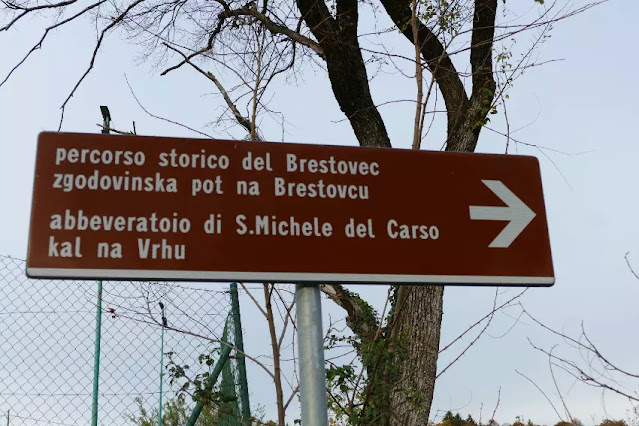 percorso storico del Brestovec
zgodovinska pot na Brestovcu
abbeveratoio di S.Michele del Carso
kal na Vrhu